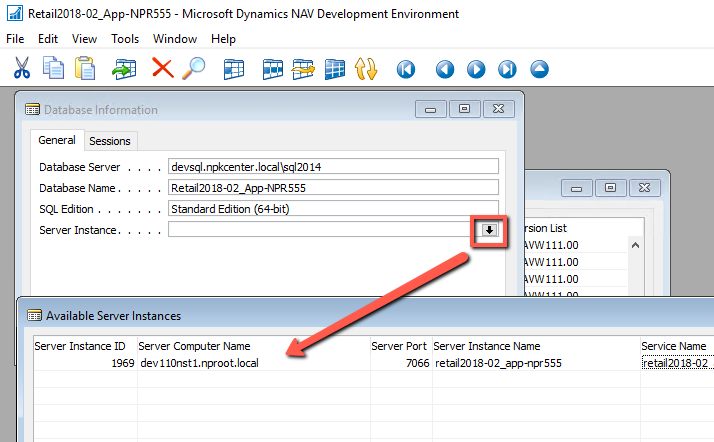 Retail2018-02_App-NPR555 - Microsoft Dynamics NAV Development Environment
File Edit View Tools Window Help
Database Information
General Sessions
Database Server . . . . devsql.npkcenter.local\sql2014
Database Name . . . . . Retail2018-02_App-NPR555
SQL Edition . . . . . . . Standard Edition (64-bit)
Server Instance . . . . .
ersion List
AVW111.00
AVW111.00
AVW111.00
AVW111.00
Available Server Instances
Server Instance ID Server Computer Name Server Port Server Instance Name Service Name
1969 dev110nst1.nproot.local 7066 retail2018-02_app-npr555 retail2018-02_